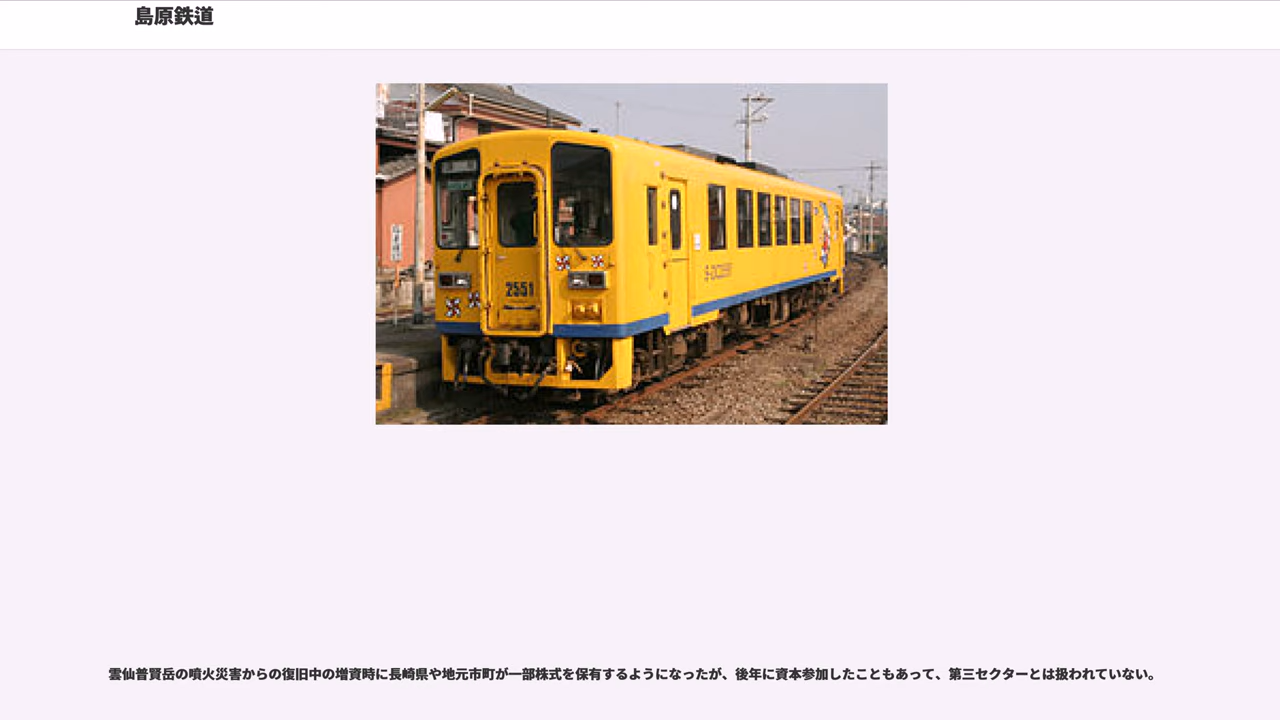 島原鉄道
2551
雲仙普賢岳の噴火災害からの復旧中の増資時に長崎県や地元市町が一部株式を保有するようになったが、後年に資本参加したこともあって、第三セクターとは扱われていない。